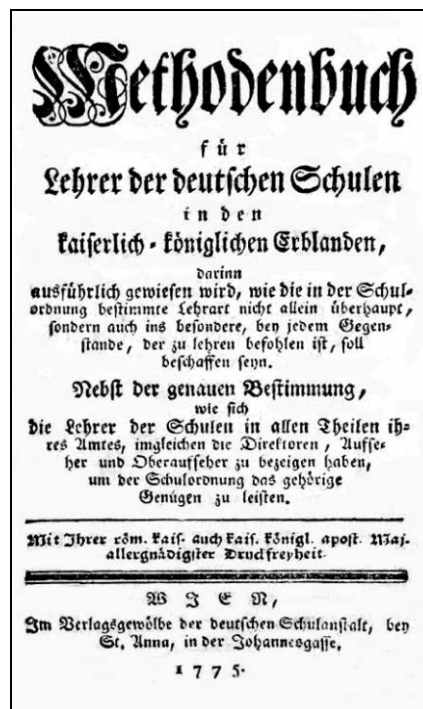 Methodenbuch
für
Lehrer der deutschen Schulen
in den
kaiserlich-königlichen Erblanden,
darinn
ausführlich gewiesen wird, wie die in der Schul-
ordnung bestimmte Lehrart nicht allein überhaupt,
sondern auch ins besondere, bey jedem Gegen-
stande, der zu lehren befohlen ist, soll
beschaffen seyn.
Nebst der genauen Bestimmung,
wie sich
die Lehrer der Schulen in allen Theilen ih-
res Amtes, imgleichen die Direktoren, Aufse-
her und Oberaufseher zu bezeigen haben,
um der Schulordnung das gehörige
Genügen zu leisten.
Mit Ihrer röm. kais. auch kais. königl. apost. Maj.
allergnädigster Druckfreyheit.
WIEN,
Im Verlagsgewölbe der deutschen Schulanstalt, bey
St. Anna, in der Johannesgasse.
1775.